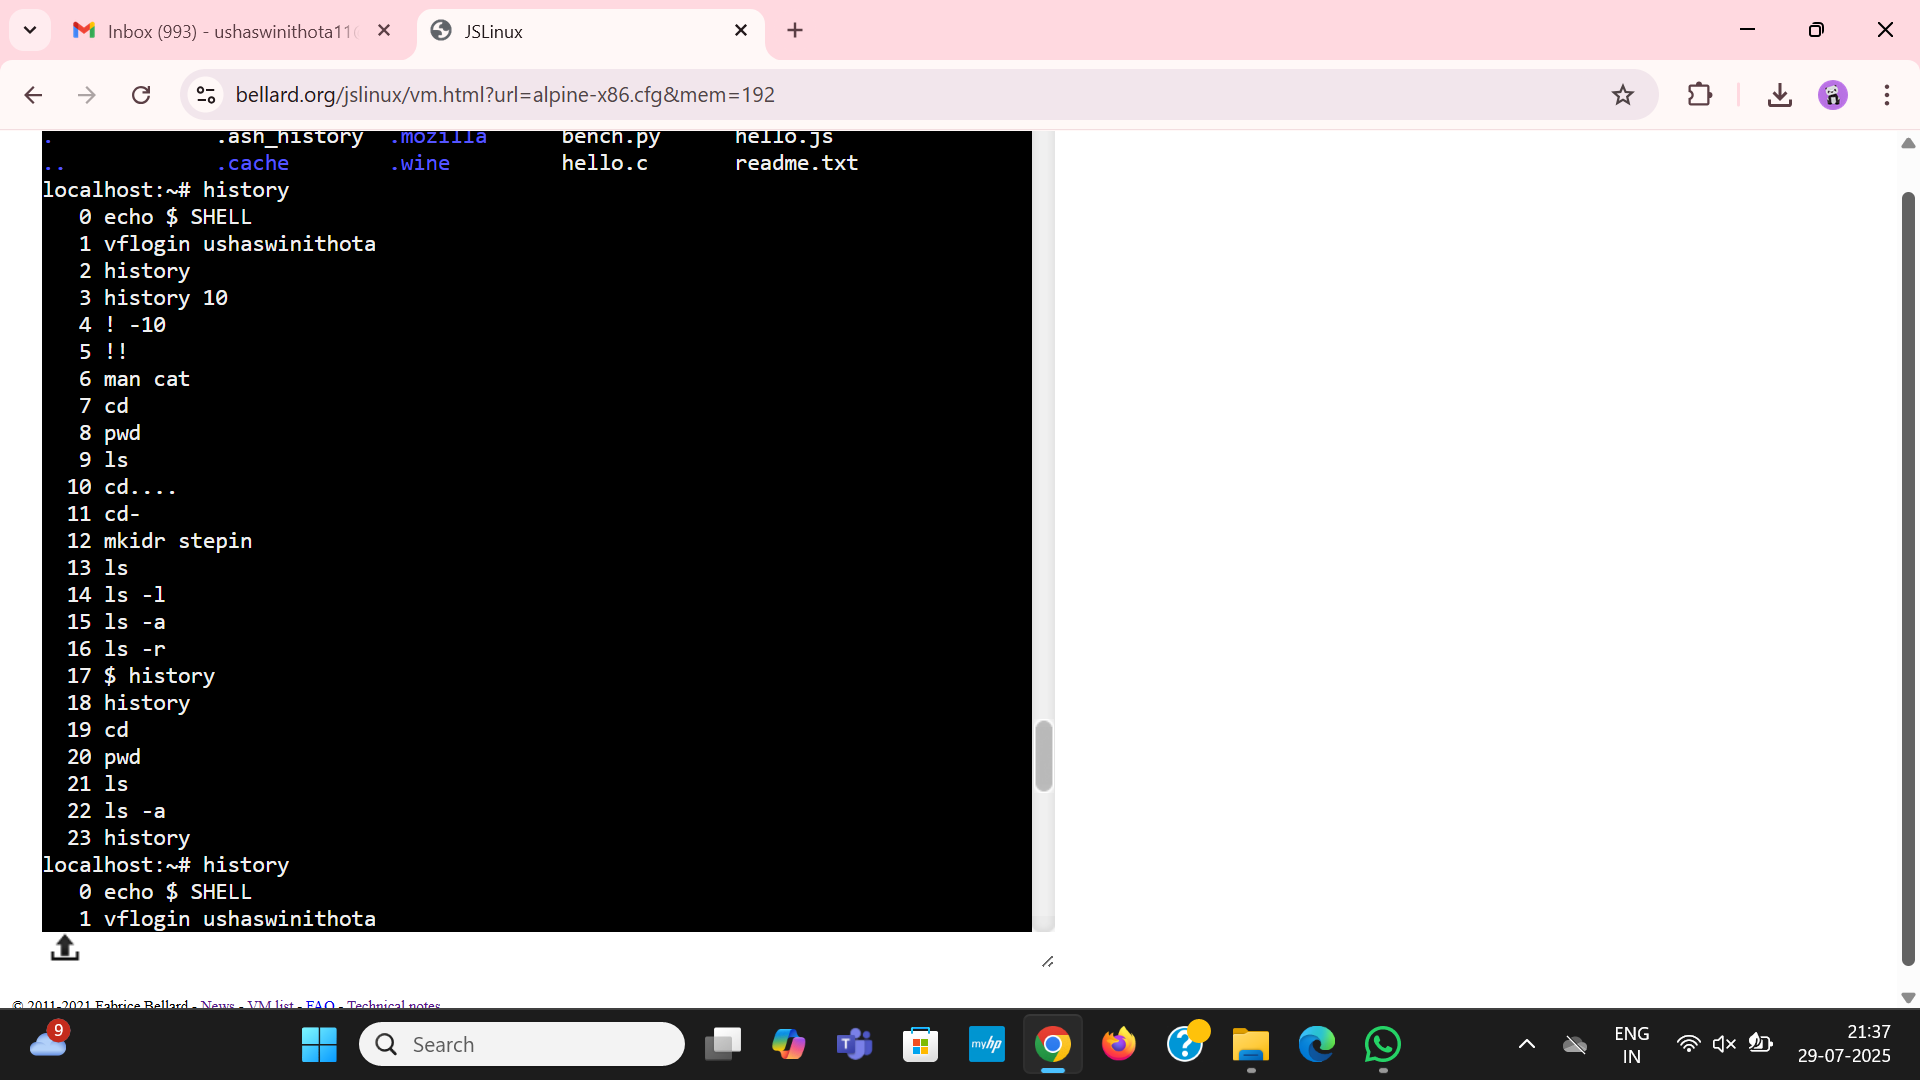 Inbox (993) - ushaswinithota11
JSLinux
bellard.org/jslinux/vm.html?url=alpine-x86.cfg&mem=192
. .ash_history .mozilla bench.py hello.js
.. .cache .wine hello.c readme.txt
localhost:~# history
0 echo $ SHELL
1 vflogin ushaswinithota
2 history
3 history 10
4 ! -10
5 !!
6 man cat
7 cd
8 pwd
9 ls
10 cd....
11 cd-
12 mkidr stepin
13 ls
14 ls -l
15 ls -a
16 ls -r
17 $ history
18 history
19 cd
20 pwd
21 ls
22 ls -a
23 history
localhost:~# history
0 echo $ SHELL
1 vflogin ushaswinithota
© 2011-2021 Fabrice Bellard - News - VM list - FAQ - Technical notes
9
Search
T
myhp
?
ENG
IN
21:37
29-07-2025